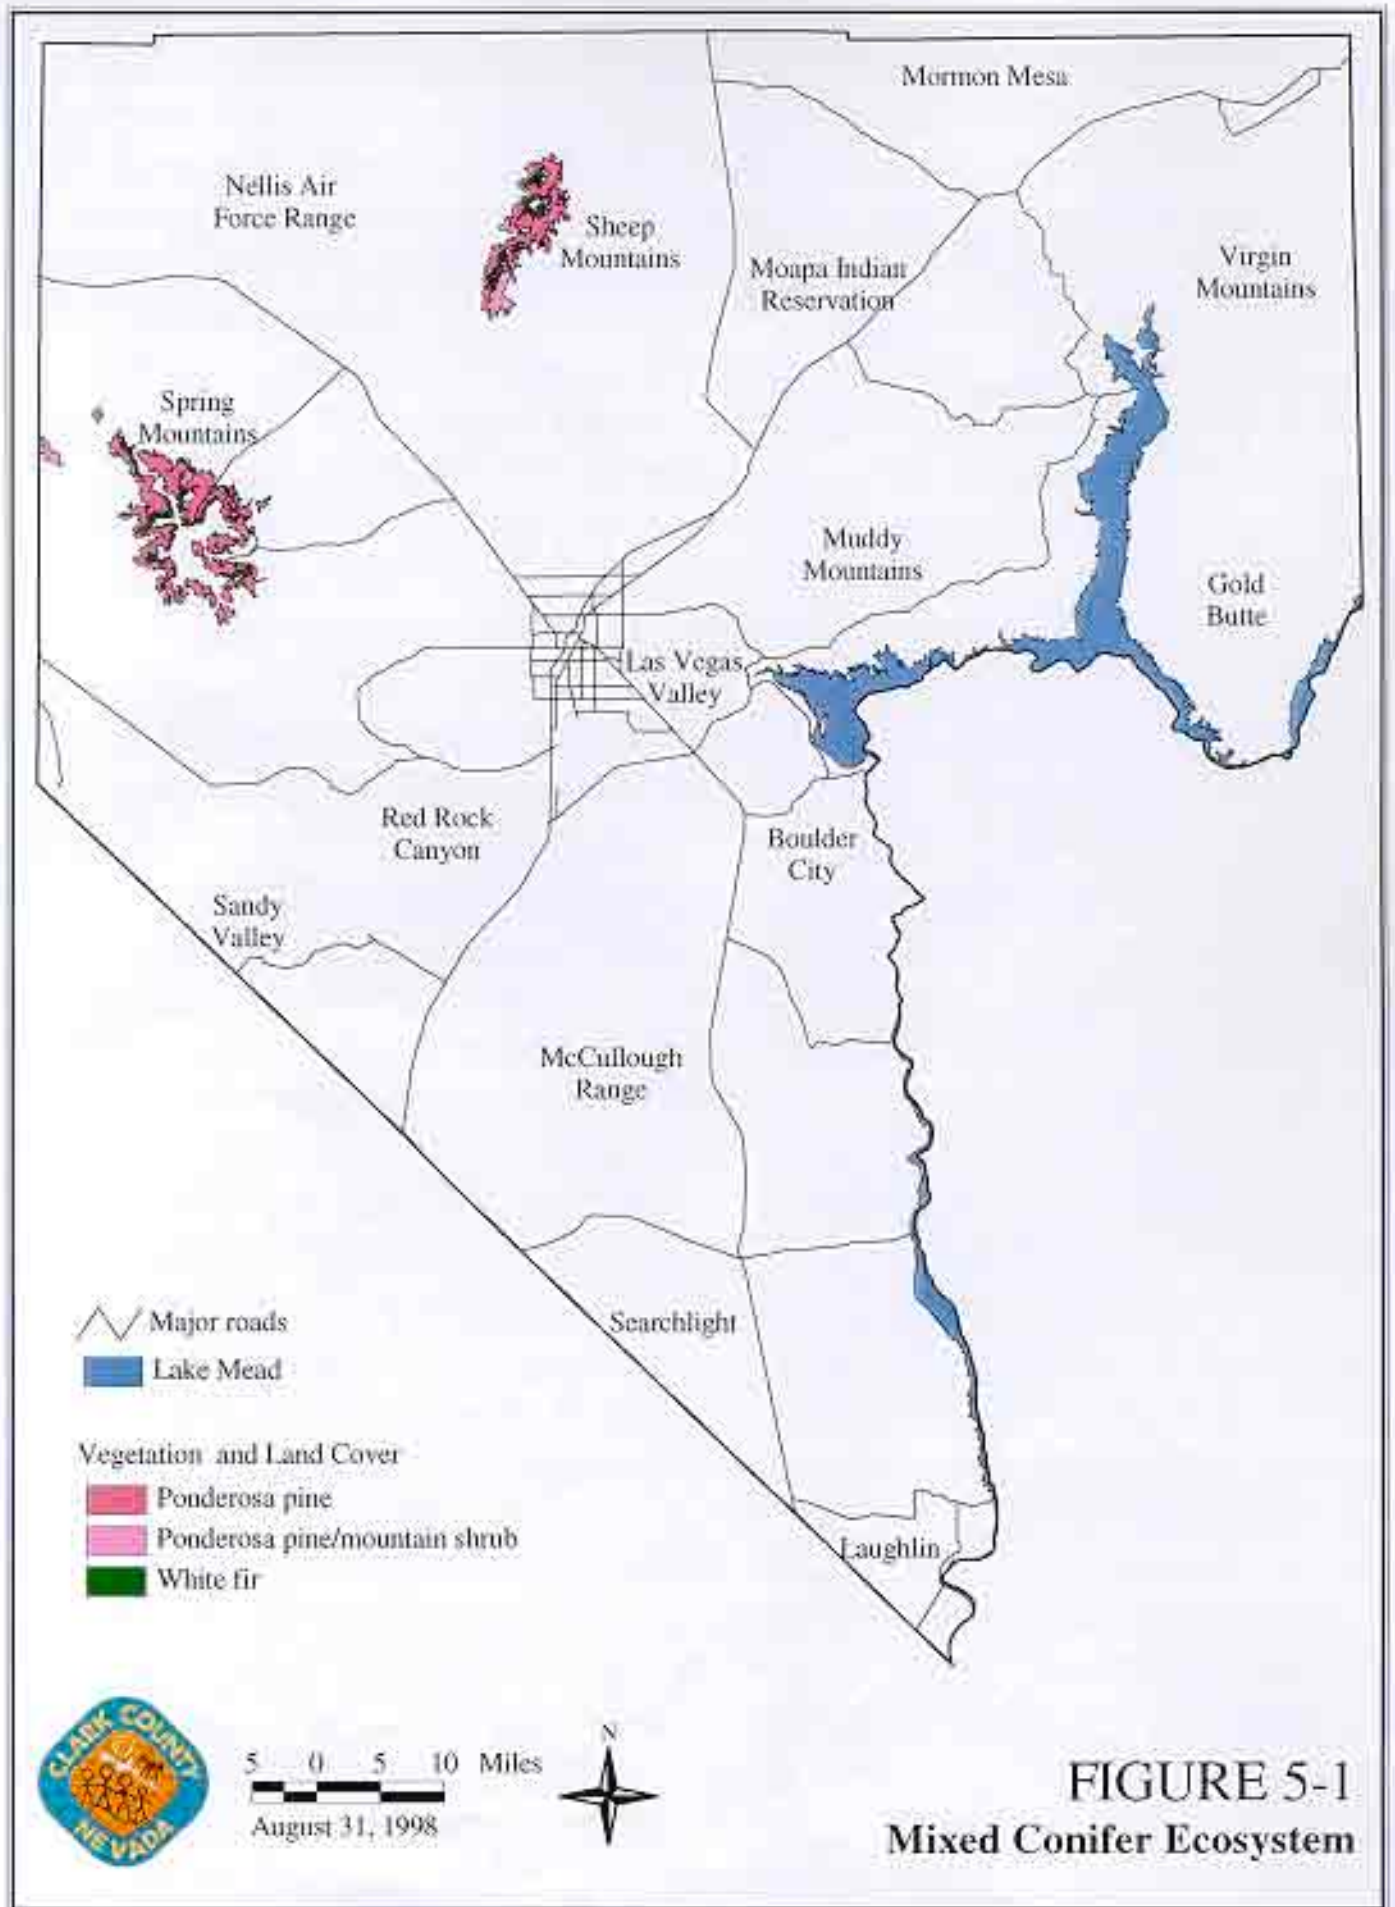 Mormon Mesa
Nellis Air
Force Range
Sheep
Mountains
Moapa Indian
Reservation
Virgin
Mountains
Spring
Mountains
Muddy
Mountains
Gold
Butte
Las Vegas
Valley
Red Rock
Canyon
Boulder
City
Sandy
Valley
McCullough
Range
Searchlight
Major roads
Lake Mead
Vegetation and Land Cover
Ponderosa pine
Ponderosa pine/mountain shrub
White fir
Laughlin
CLARK COUNTY
NEVADA
5 0 5 10 Miles
August 31, 1998
N
FIGURE 5-1
Mixed Conifer Ecosystem